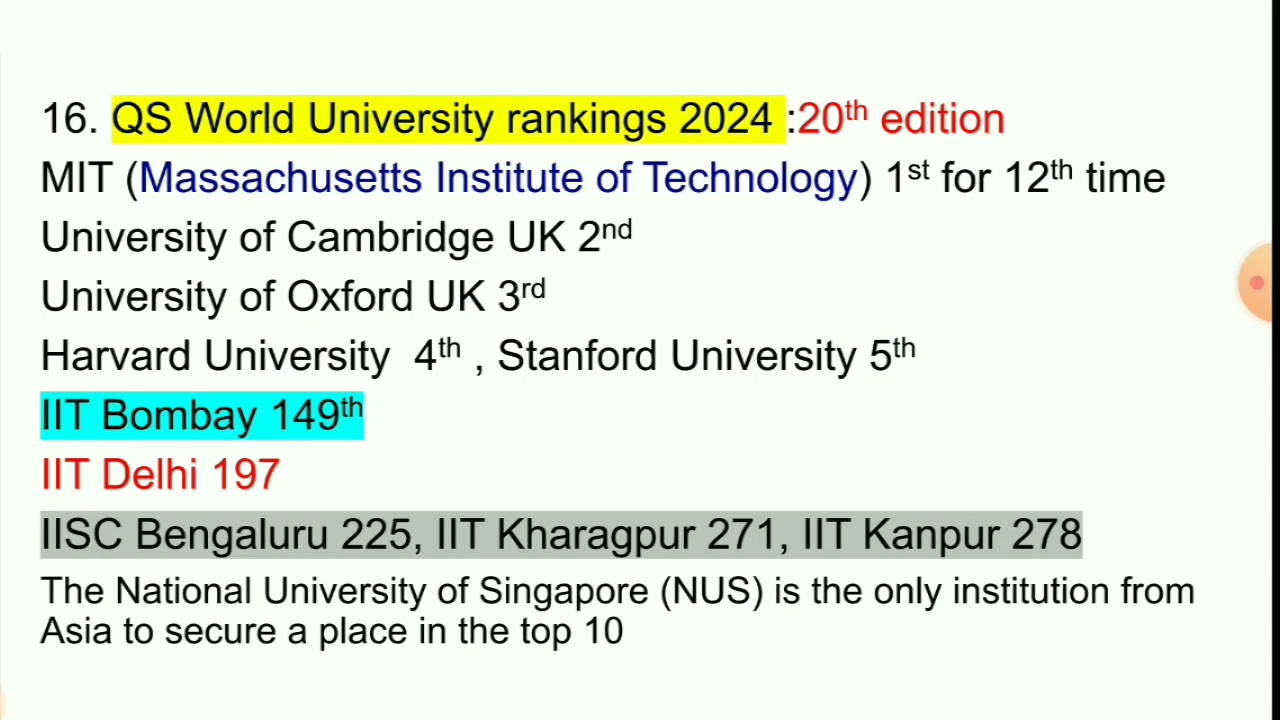 16. QS World University rankings 2024 :20th edition
MIT (Massachusetts Institute of Technology) 1st for 12th time
University of Cambridge UK 2nd
University of Oxford UK 3rd
Harvard University  4th , Stanford University 5th
IIT Bombay 149th
IIT Delhi 197
IISC Bengaluru 225, IIT Kharagpur 271, IIT Kanpur 278
The National University of Singapore (NUS) is the only institution from
Asia to secure a place in the top 10